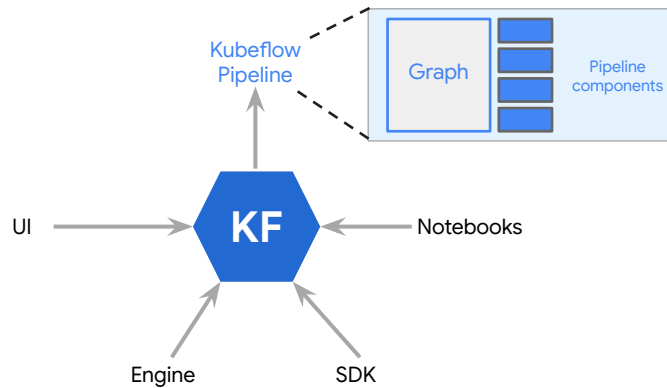 Kubeflow
Pipeline
Graph
Pipeline
components
KF
UI
Notebooks
Engine
SDK